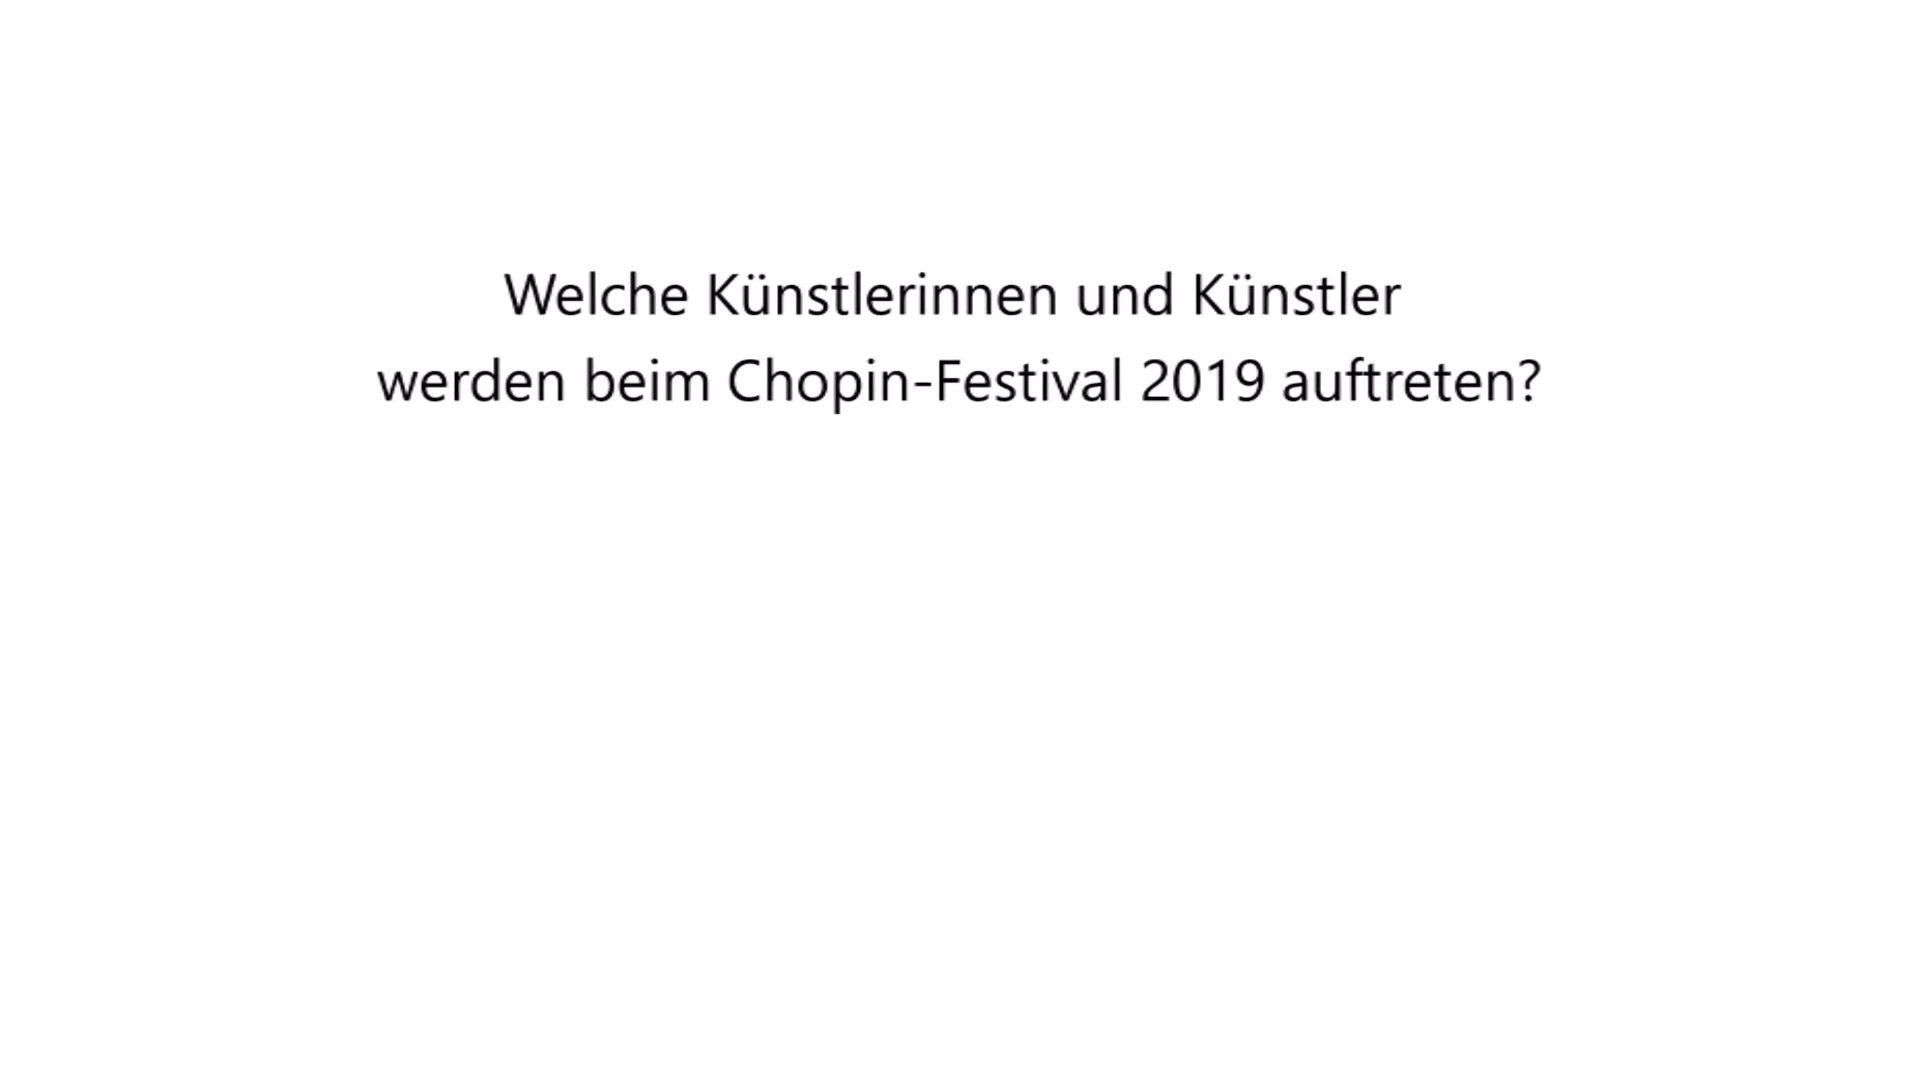 Welche Künstlerinnen und Künstler
werden beim Chopin-Festival 2019 auftreten?